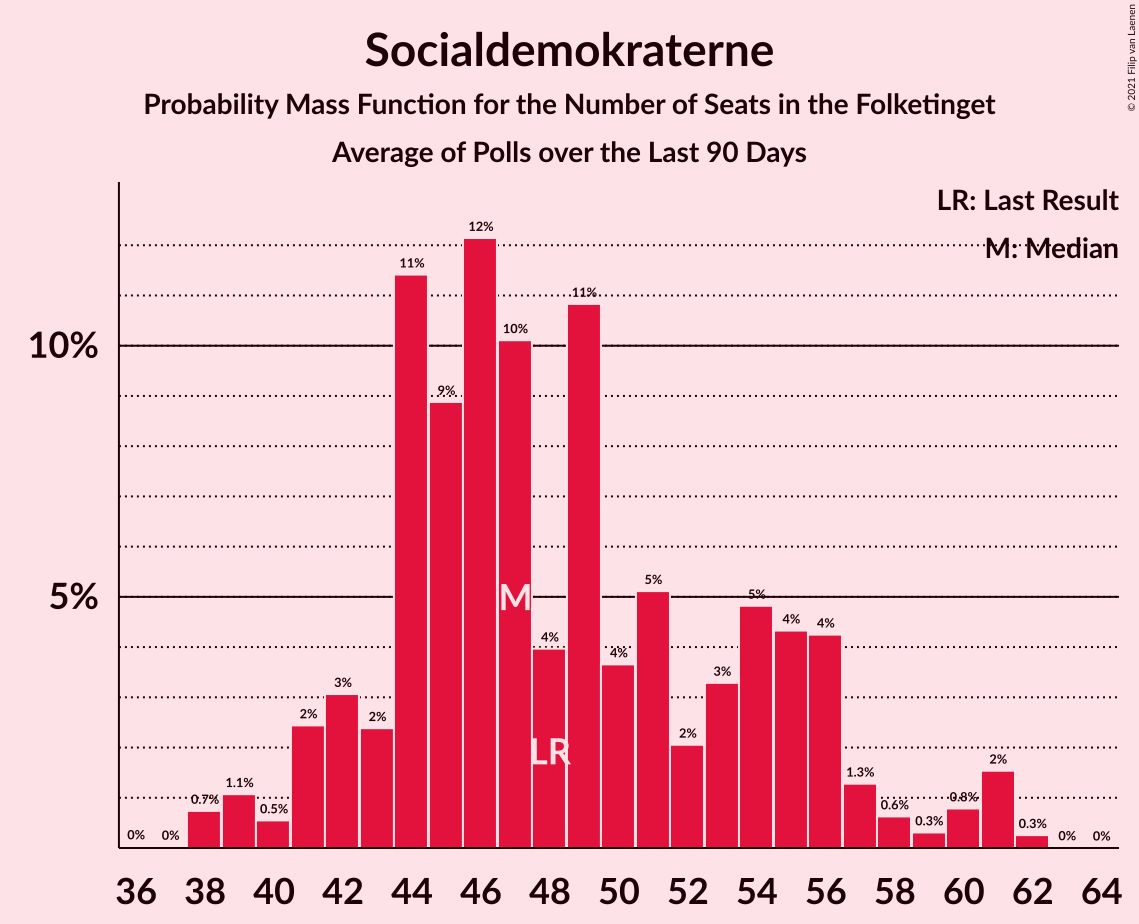 Socialdemokraterne
Probability Mass Function for the Number of Seats in the Folketinget
Average of Polls over the Last 90 Days
© 2021 Filip van Laenen
LR: Last Result
M: Median
10%
5%
0% 0% 0.7% 1.1% 0.5% 2% 3% 2% 11% 9% 12% 10% 4% 11% 4% 5% 2% 3% 5% 4% 4% 1.3% 0.6% 0.3% 0.8% 2% 0.3% 0% 0%
M
LR
36 38 40 42 44 46 48 50 52 54 56 58 60 62 64